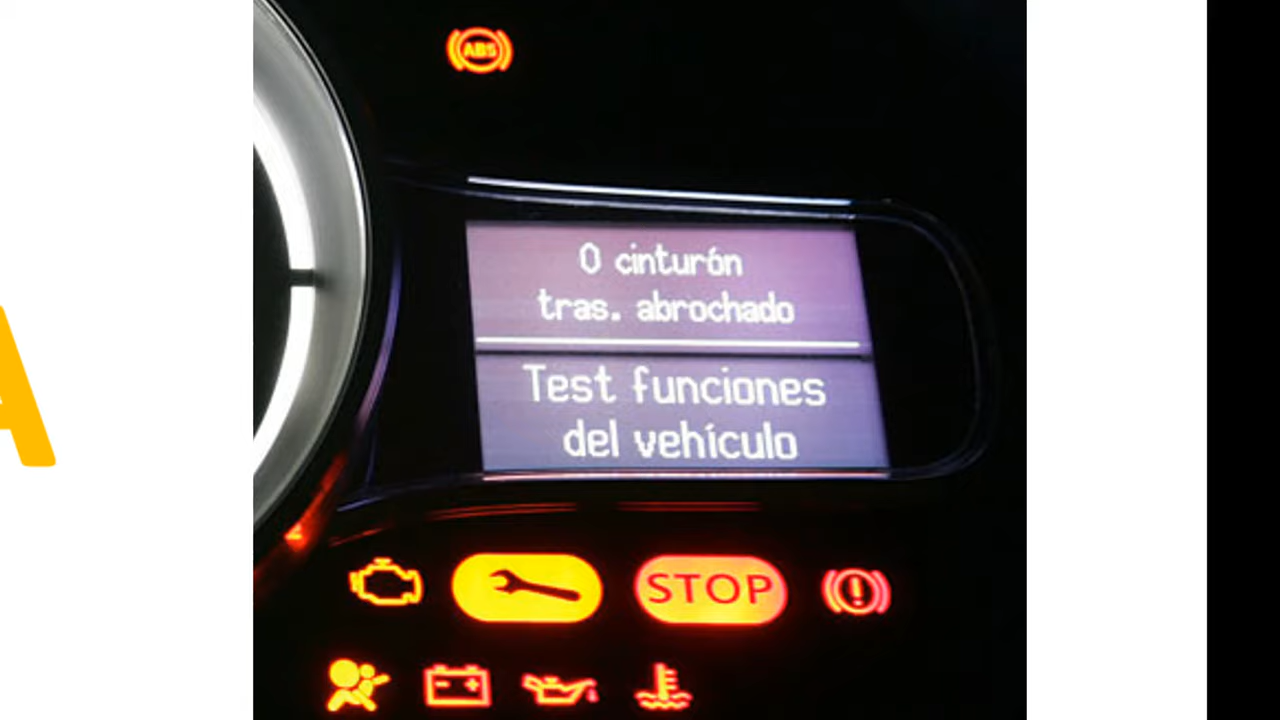 ABS
0 cinturón
tras. abrochado
Test funciones
del vehículo
STOP
A